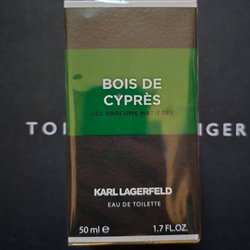 BOIS DE
CYPRÈS
LES PARFUMS MATIÈRES
KARL LAGERFELD
EAU DE TOILETTE
50 ml e 1.7 FL.OZ.